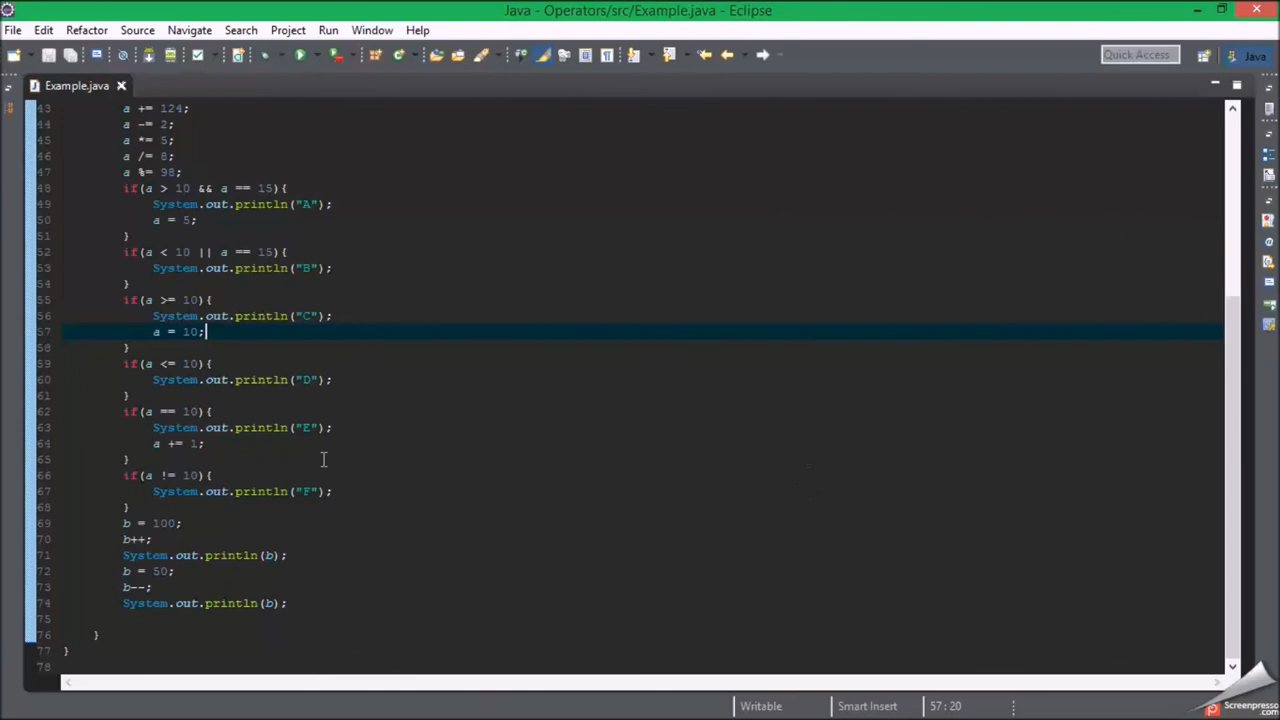 Java - Operators/src/Example.java - Eclipse
File Edit Refactor Source Navigate Search Project Run Window Help
Quick Access Java
Example.java
43 a += 124;
44 a -= 2;
45 a *= 5;
46 a /= 8;
47 a %= 98;
48 if(a > 10 && a == 15){
49 System.out.println("A");
50 a = 5;
51 }
52 if(a < 10 || a == 15){
53 System.out.println("B");
54 }
55 if(a >= 10){
56 System.out.println("C");
57 a = 10;
58 }
59 if(a <= 10){
60 System.out.println("D");
61 }
62 if(a == 10){
63 System.out.println("E");
64 a += 1;
65 }
66 if(a != 10){
67 System.out.println("F");
68 }
69 b = 100;
70 b++;
71 System.out.println(b);
72 b = 50;
73 b--;
74 System.out.println(b);
75
76 }
77 }
78
Writable Smart Insert 57 : 20
Screenpresso
.com